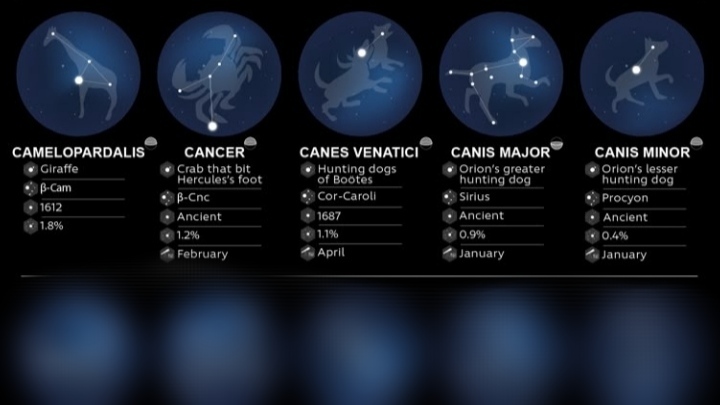 CAMELOPARDALIS
Giraffe
β-Cam
1612
1.8%
CANCER
Crab that bit
Hercules's foot
β-Cnc
Ancient
1.2%
February
CANES VENATICI
Hunting dogs
of Boötes
Cor-Caroli
1687
1.1%
April
CANIS MAJOR
Orion's greater
hunting dog
Sirius
Ancient
0.9%
January
CANIS MINOR
Orion's lesser
hunting dog
Procyon
Ancient
0.4%
January